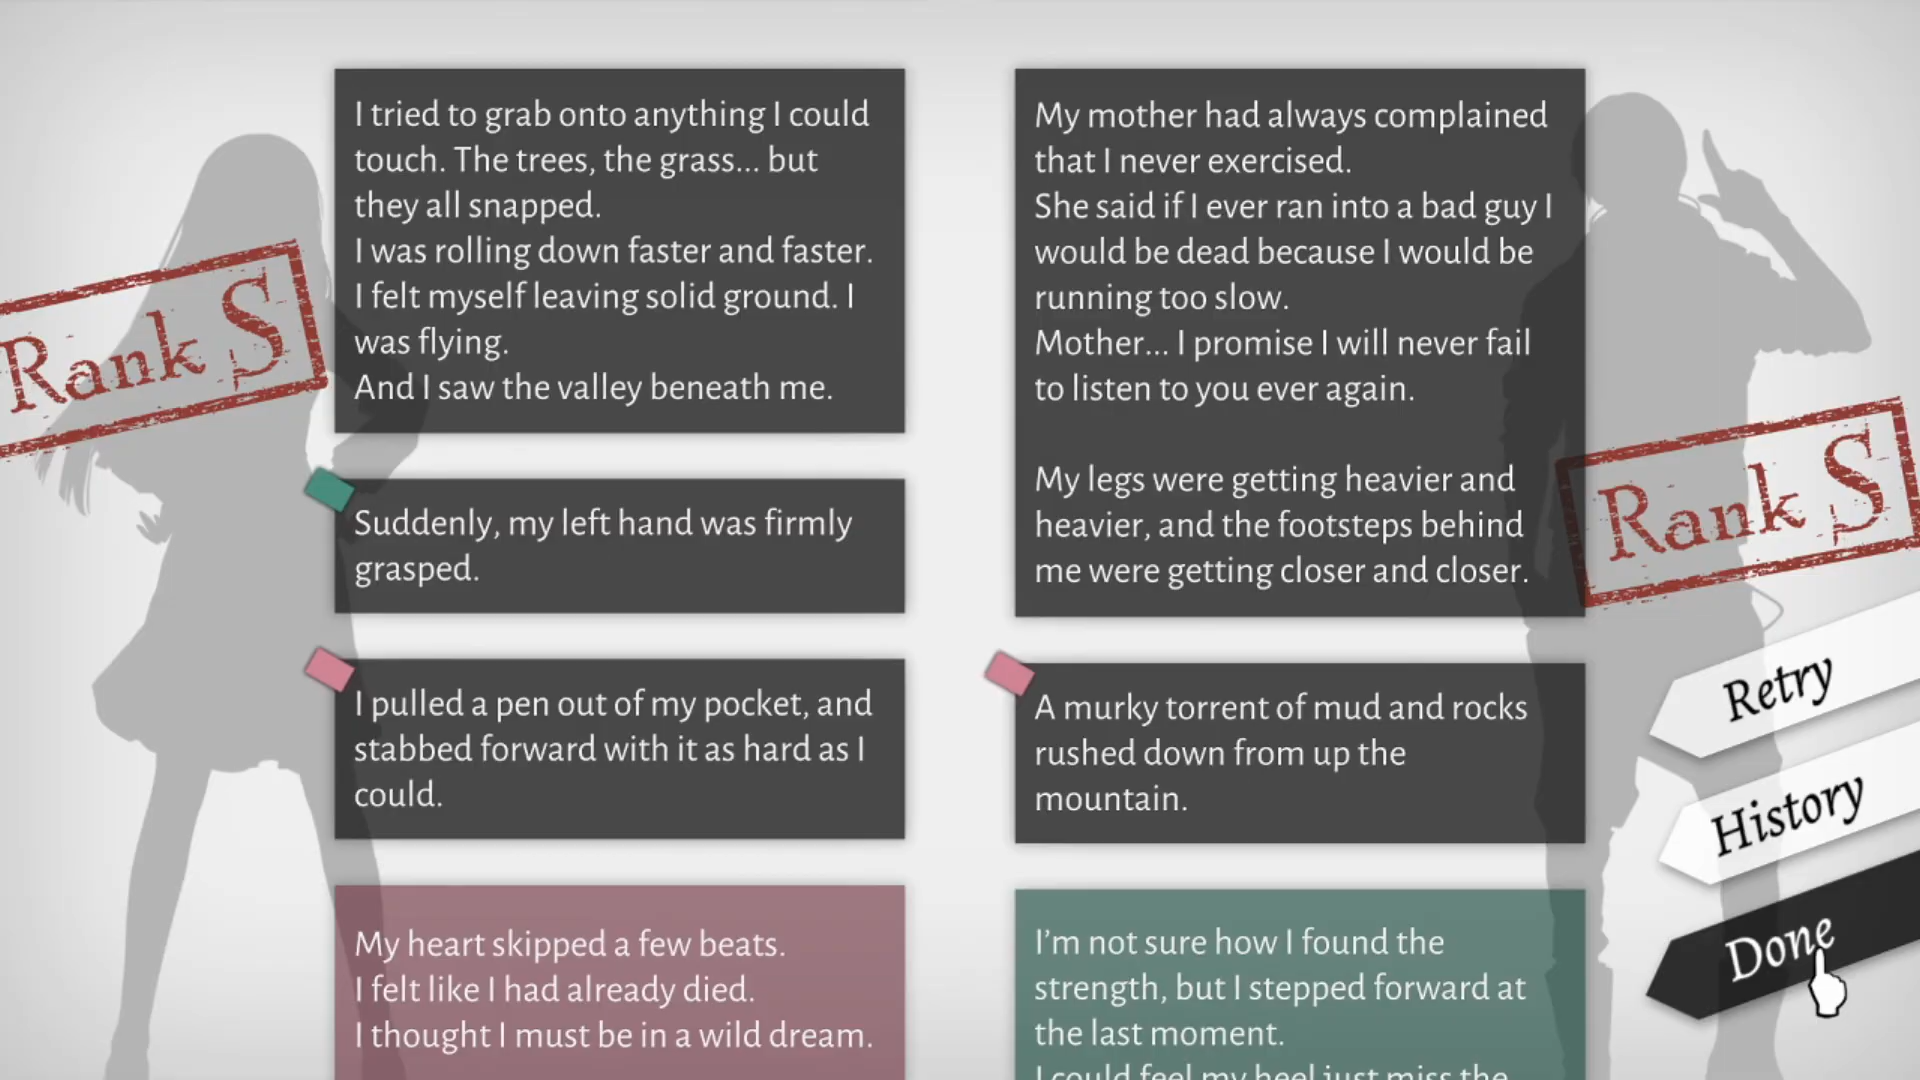 I tried to grab onto anything I could
touch. The trees, the grass... but
they all snapped.
I was rolling down faster and faster.
I felt myself leaving solid ground. I
was flying.
And I saw the valley beneath me.
Rank S
Suddenly, my left hand was firmly
grasped.
I pulled a pen out of my pocket, and
stabbed forward with it as hard as I
could.
My heart skipped a few beats.
I felt like I had already died.
I thought I must be in a wild dream.
My mother had always complained
that I never exercised.
She said if I ever ran into a bad guy I
would be dead because I would be
running too slow.
Mother... I promise I will never fail
to listen to you ever again.
My legs were getting heavier and
heavier, and the footsteps behind
me were getting closer and closer.
Rank S
A murky torrent of mud and rocks
rushed down from up the
mountain.
I'm not sure how I found the
strength, but I stepped forward at
the last moment.
I could feel my heel just miss the
Retry
History
Done